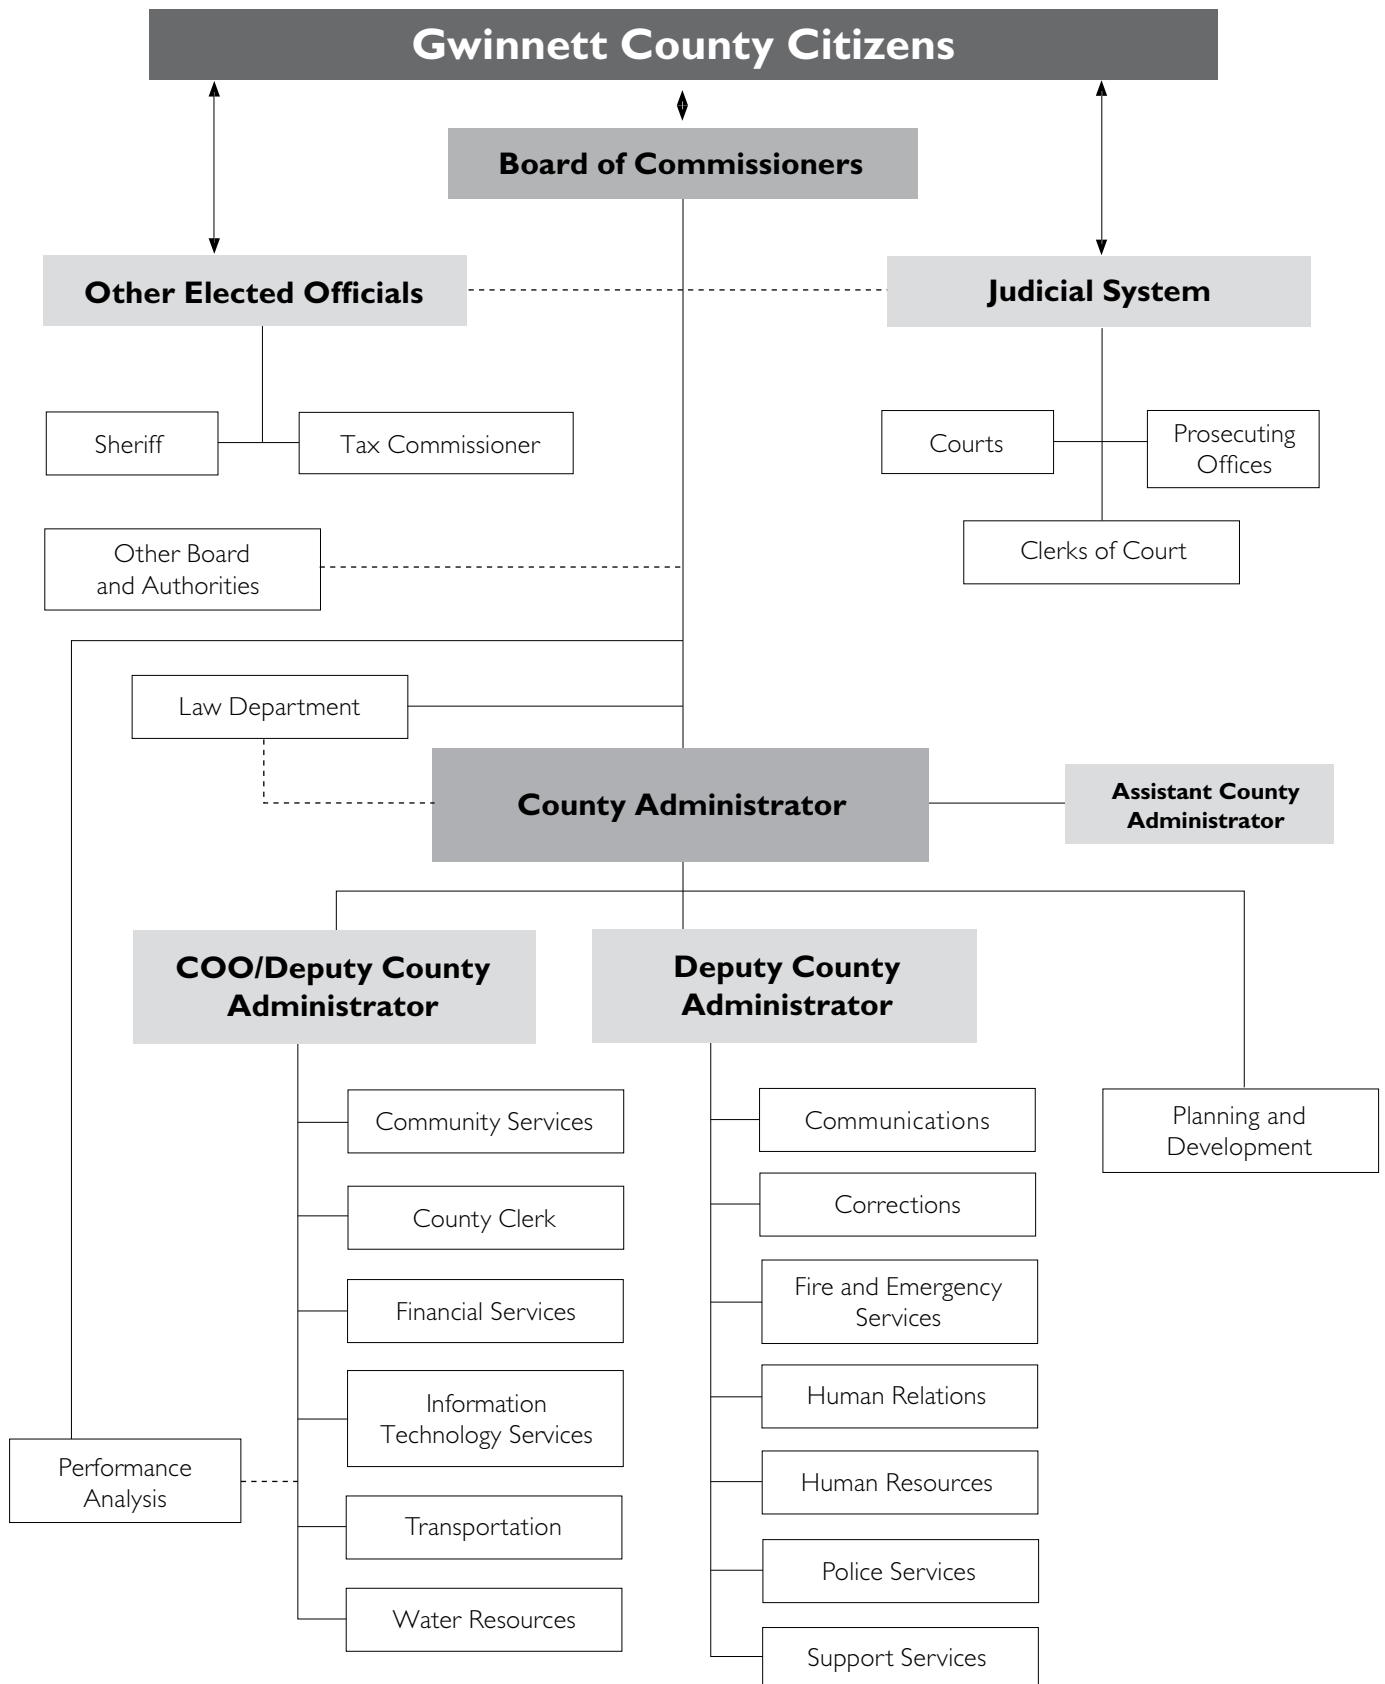 Gwinnett County Citizens
Board of Commissioners
Other Elected Officials
Judicial System
Sheriff
Tax Commissioner
Courts
Prosecuting
Offices
Clerks of Court
Other Board
and Authorities
Law Department
County Administrator
Assistant County
Administrator
COO/Deputy County
Administrator
Deputy County
Administrator
Community Services
County Clerk
Financial Services
Information
Technology Services
Transportation
Water Resources
Performance
Analysis
Communications
Corrections
Fire and Emergency
Services
Human Relations
Human Resources
Police Services
Support Services
Planning and
Development